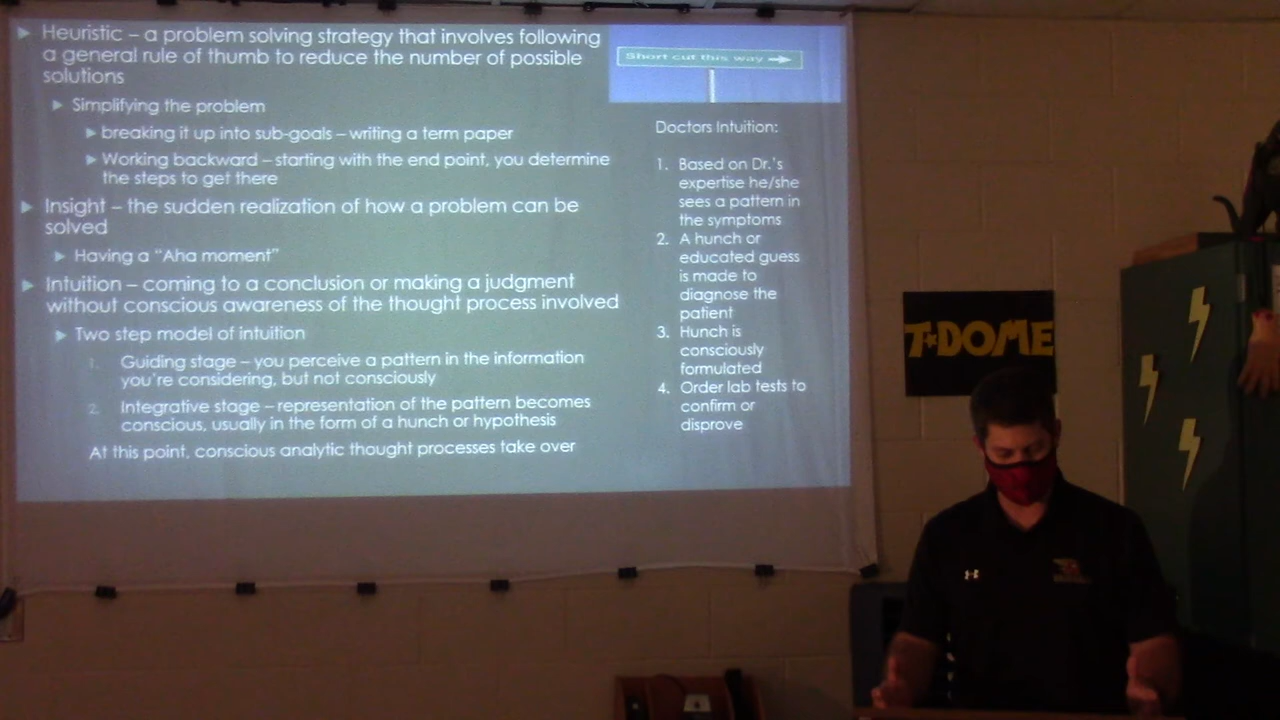 Heuristic – a problem solving strategy that involves following
a general rule of thumb to reduce the number of possible
solutions
Simplifying the problem
breaking it up into sub-goals – writing a term paper
Working backward – starting with the end point, you determine
the steps to get there
Insight – the sudden realization of how a problem can be
solved
Having a “Aha moment”
Intuition – coming to a conclusion or making a judgment
without conscious awareness of the thought process involved
Two step model of intuition
1. Guiding stage – you perceive a pattern in the information
you’re considering, but not consciously
2. Integrative stage – representation of the pattern becomes
conscious, usually in the form of a hunch or hypothesis
At this point, conscious analytic thought processes take over
Short cut this way
Doctors Intuition:
1. Based on Dr.’s
expertise he/she
sees a pattern in
the symptoms
2. A hunch or
educated guess
is made to
diagnose the
patient
3. Hunch is
consciously
formulated
4. Order lab tests to
confirm or
disprove
T★DOME